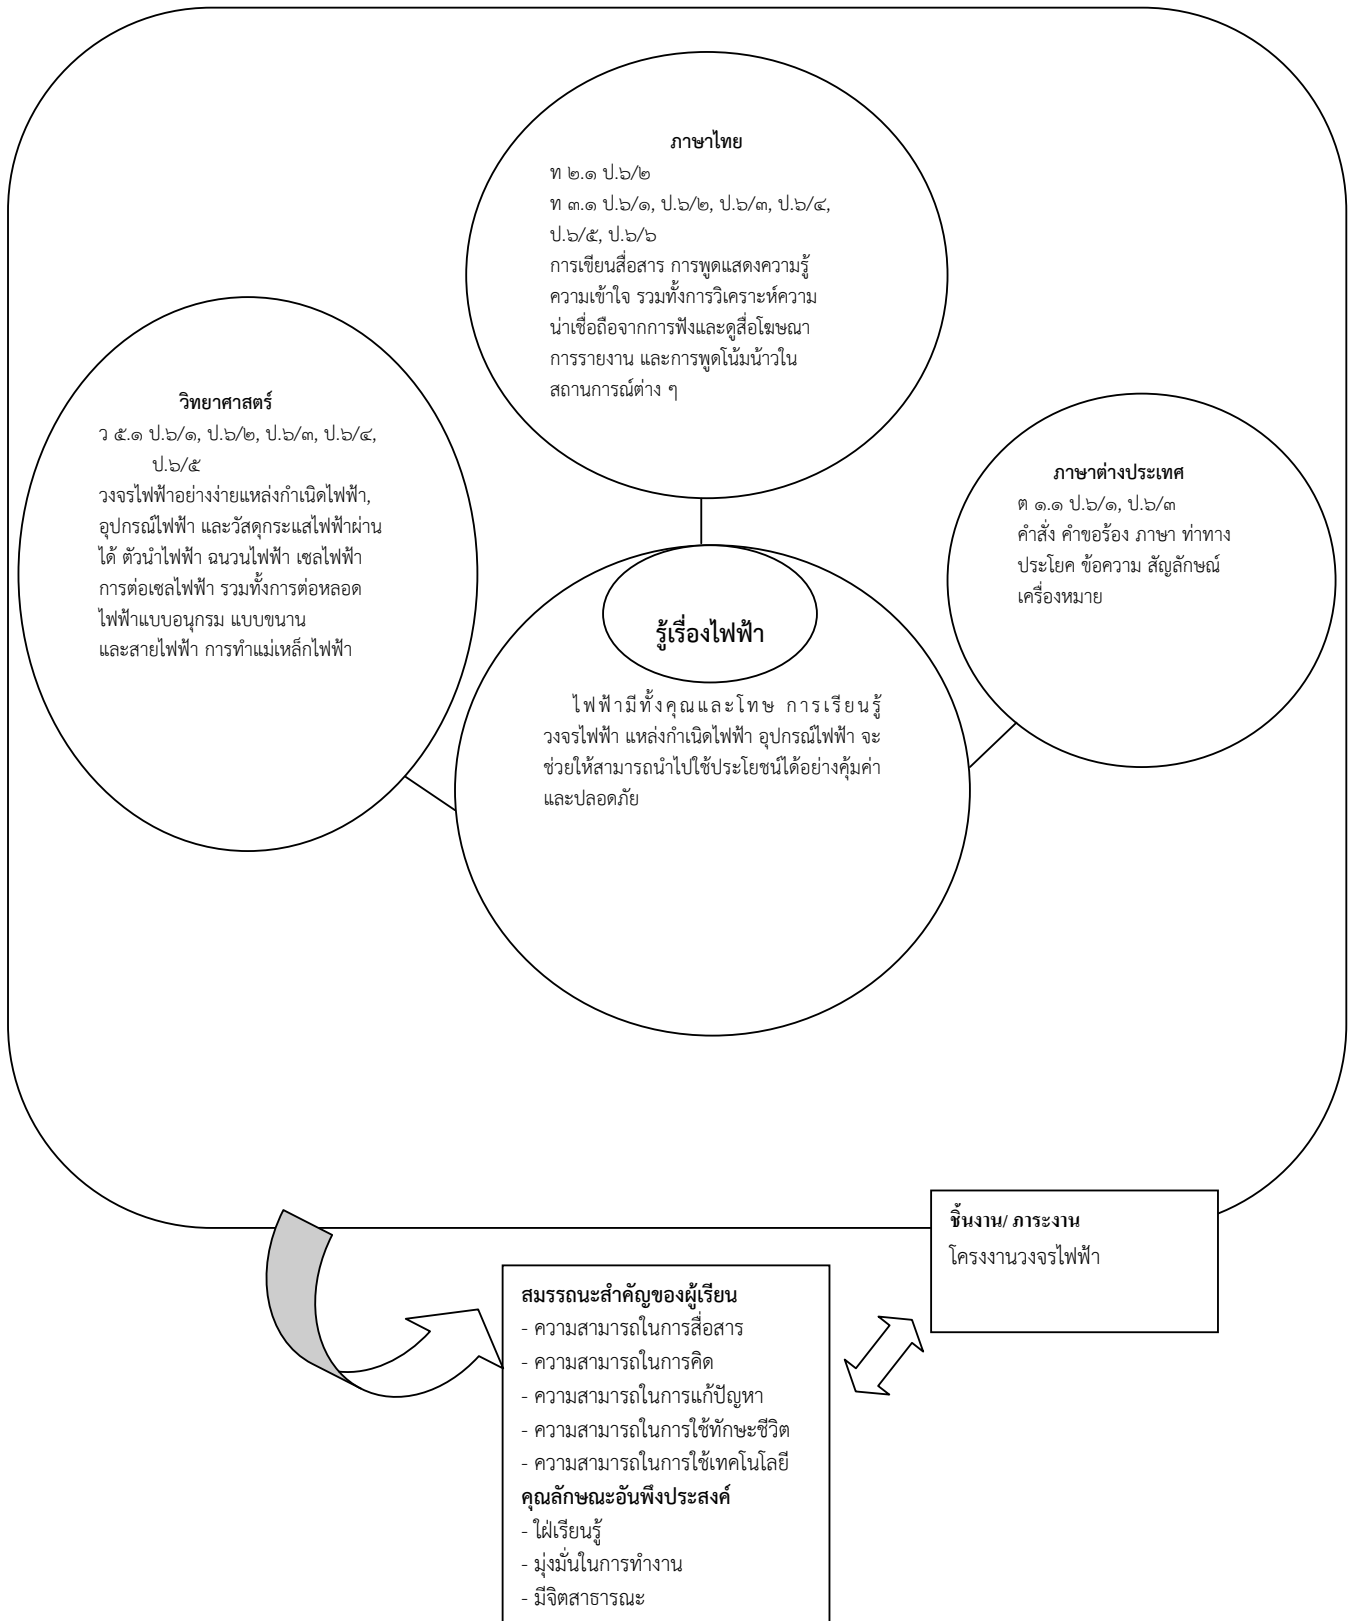 ภาษาไทย
ท ๒.๑ ป.๖/๒
ท ๓.๑ ป.๖/๑, ป.๖/๒, ป.๖/๓, ป.๖/๔,
ป.๖/๕, ป.๖/๖
การเขียนสื่อสาร การพูดแสดงความรู้
ความเข้าใจ รวมทั้งการวิเคราะห์ความ
น่าเชื่อถือจากการฟังและดูสื่อโฆษณา
การรายงาน และการพูดโน้มน้าวใน
สถานการณ์ต่าง ๆ
วิทยาศาสตร์
ว ๕.๑ ป.๖/๑, ป.๖/๒, ป.๖/๓, ป.๖/๔,
ป.๖/๕
วงจรไฟฟ้าอย่างง่ายแหล่งกำเนิดไฟฟ้า,
อุปกรณ์ไฟฟ้า และวัสดุกระแสไฟฟ้าผ่าน
ได้ ตัวนำไฟฟ้า ฉนวนไฟฟ้า เซลไฟฟ้า
การต่อเซลไฟฟ้า รวมทั้งการต่อหลอด
ไฟฟ้าแบบอนุกรม แบบขนาน
และสายไฟฟ้า การทำแม่เหล็กไฟฟ้า
ภาษาต่างประเทศ
ต ๑.๑ ป.๖/๑, ป.๖/๓
คำสั่ง คำขอร้อง ภาษา ท่าทาง
ประโยค ข้อความ สัญลักษณ์
เครื่องหมาย
รู้เรื่องไฟฟ้า
ไฟฟ้ามีทั้งคุณและโทษ การเรียนรู้
วงจรไฟฟ้า แหล่งกำเนิดไฟฟ้า อุปกรณ์ไฟฟ้า จะ
ช่วยให้สามารถนำไปใช้ประโยชน์ได้อย่างคุ้มค่า
และปลอดภัย
ชิ้นงาน/ ภาระงาน
โครงงานวงจรไฟฟ้า
สมรรถนะสำคัญของผู้เรียน
- ความสามารถในการสื่อสาร
- ความสามารถในการคิด
- ความสามารถในการแก้ปัญหา
- ความสามารถในการใช้ทักษะชีวิต
- ความสามารถในการใช้เทคโนโลยี
คุณลักษณะอันพึงประสงค์
- ใฝ่เรียนรู้
- มุ่งมั่นในการทำงาน
- มีจิตสาธารณะ